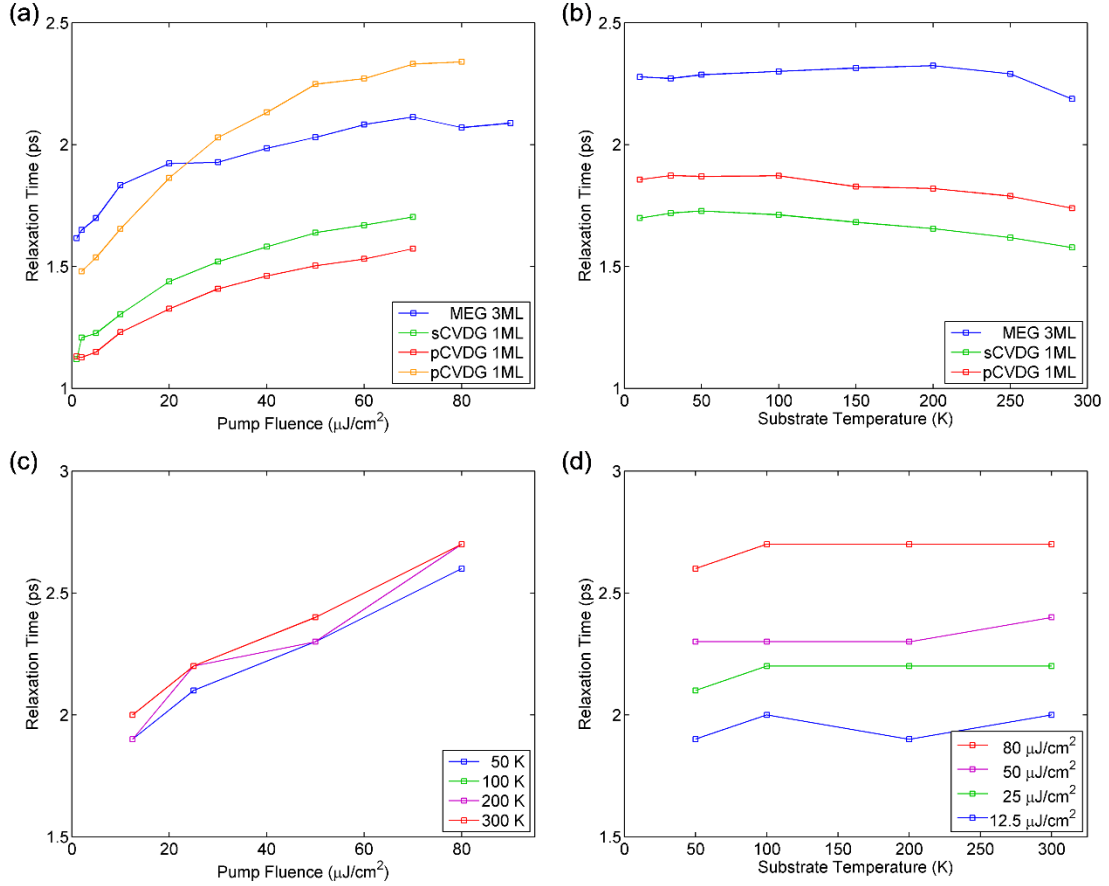 (a)
2.5
2
1.5
1
Relaxation Time (ps)
0 20 40 60 80
Pump Fluence (μJ/cm²)
MEG 3ML
sCVDG 1ML
pCVDG 1ML
pCVDG 1ML
(b)
2.5
2
1.5
1
Relaxation Time (ps)
0 50 100 150 200 250 300
Substrate Temperature (K)
MEG 3ML
sCVDG 1ML
pCVDG 1ML
(c)
3
2.5
2
1.5
Relaxation Time (ps)
0 20 40 60 80
Pump Fluence (μJ/cm²)
50 K
100 K
200 K
300 K
(d)
3
2.5
2
1.5
Relaxation Time (ps)
50 100 150 200 250 300
Substrate Temperature (K)
80 μJ/cm²
50 μJ/cm²
25 μJ/cm²
12.5 μJ/cm²